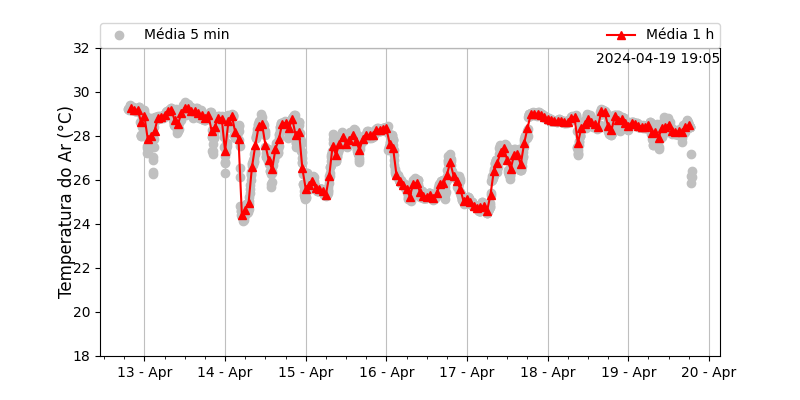 Média 5 min
Média 1 h
2024-04-19 19:05
Temperatura do Ar (°C)
32
30
28
26
24
22
20
18
13 - Apr
14 - Apr
15 - Apr
16 - Apr
17 - Apr
18 - Apr
19 - Apr
20 - Apr